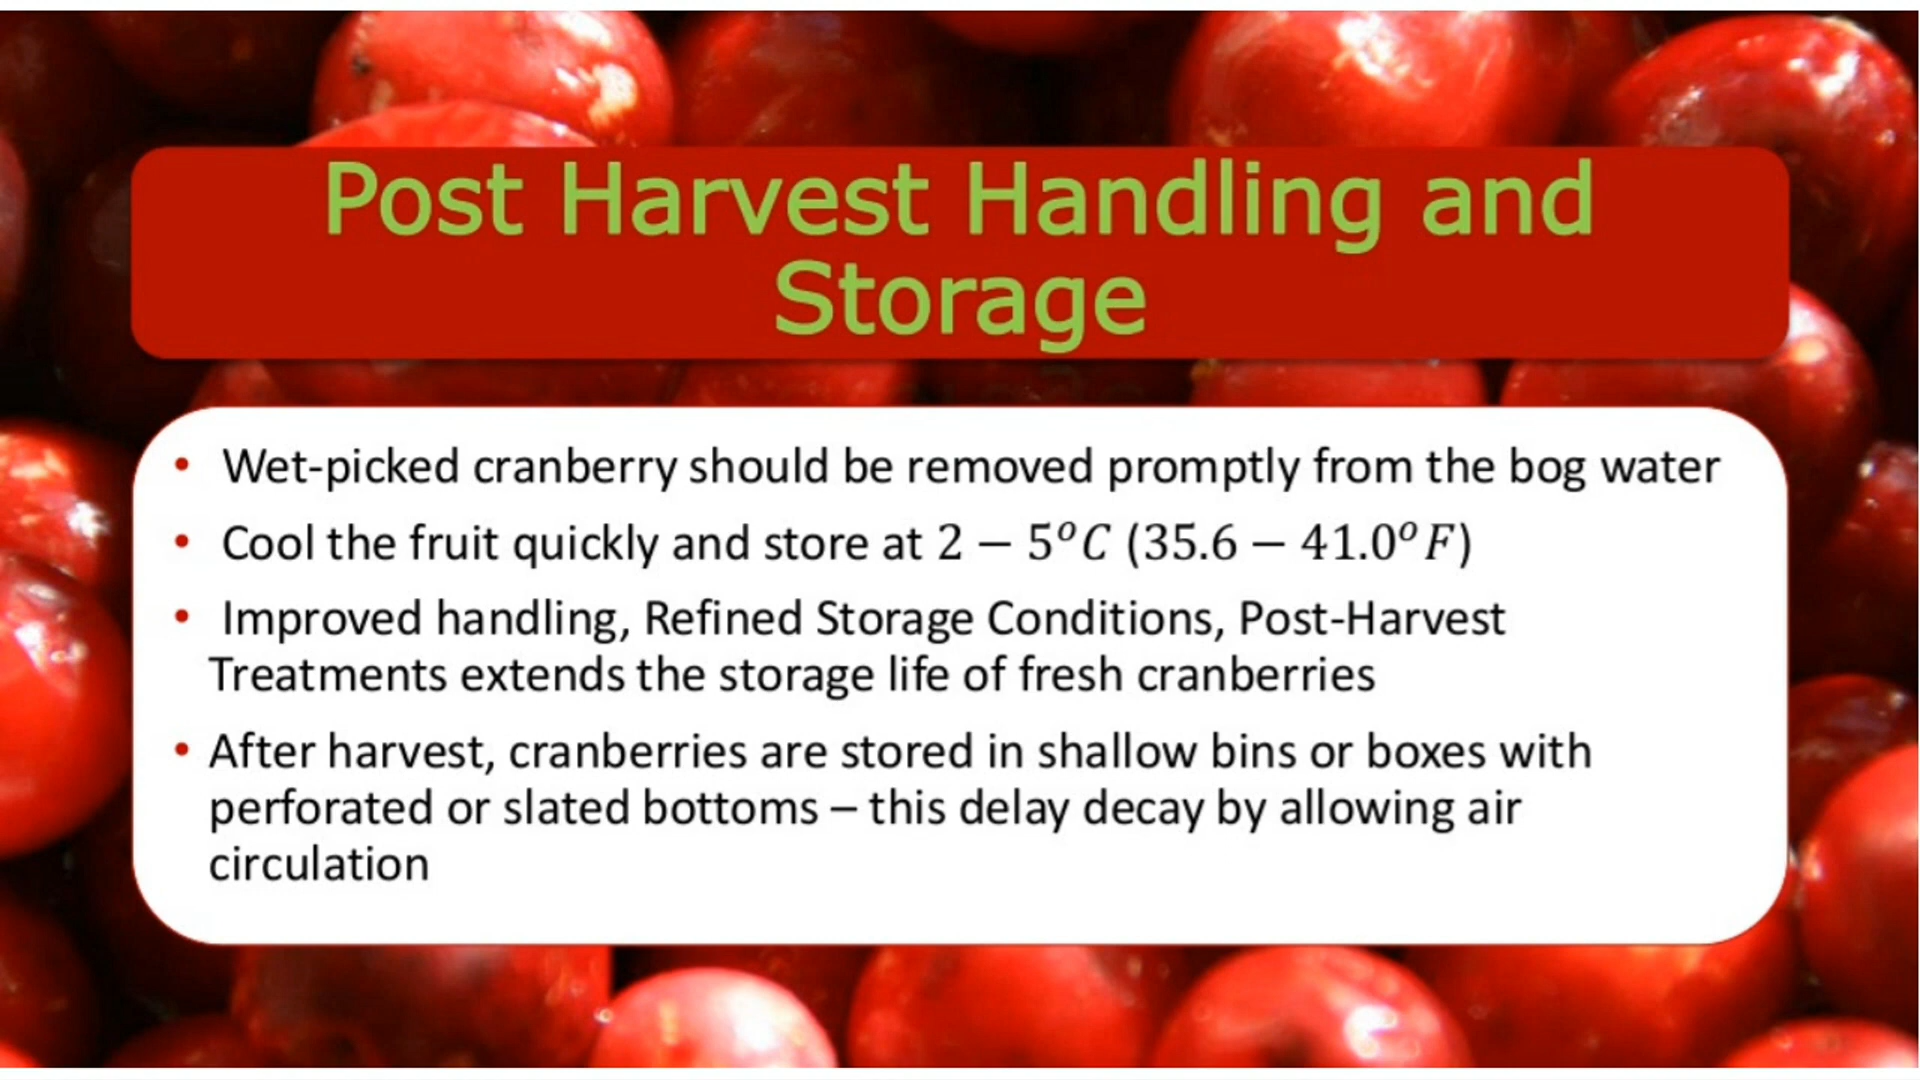 Post Harvest Handling and
Storage
• Wet-picked cranberry should be removed promptly from the bog water
• Cool the fruit quickly and store at 2 – 5°C (35.6 – 41.0°F)
• Improved handling, Refined Storage Conditions, Post-Harvest
Treatments extends the storage life of fresh cranberries
• After harvest, cranberries are stored in shallow bins or boxes with
perforated or slated bottoms – this delay decay by allowing air
circulation